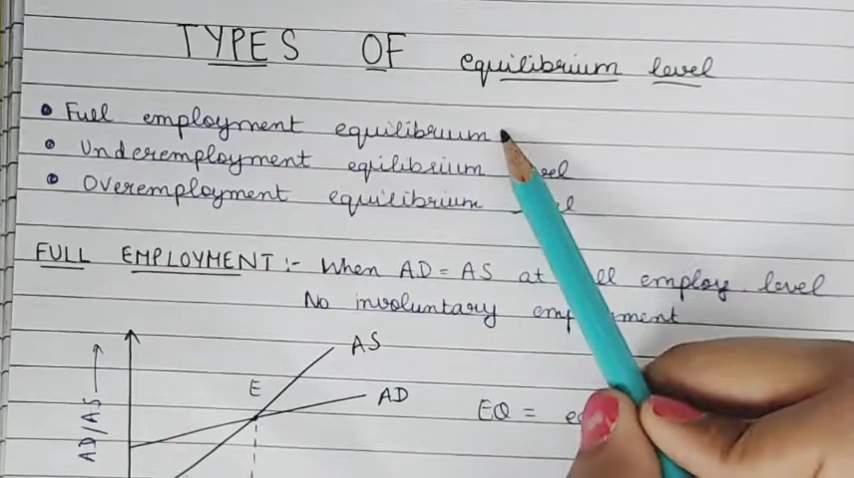 TYPES OF equilibrium level
• Full employment equilibrium
• Underemployment eqilibrium
• Overemployment equilibrium
FULL EMPLOYMENT :- When AD = AS at employ. level
No involuntary
AS
E
AD
AD/AS →
EQ =